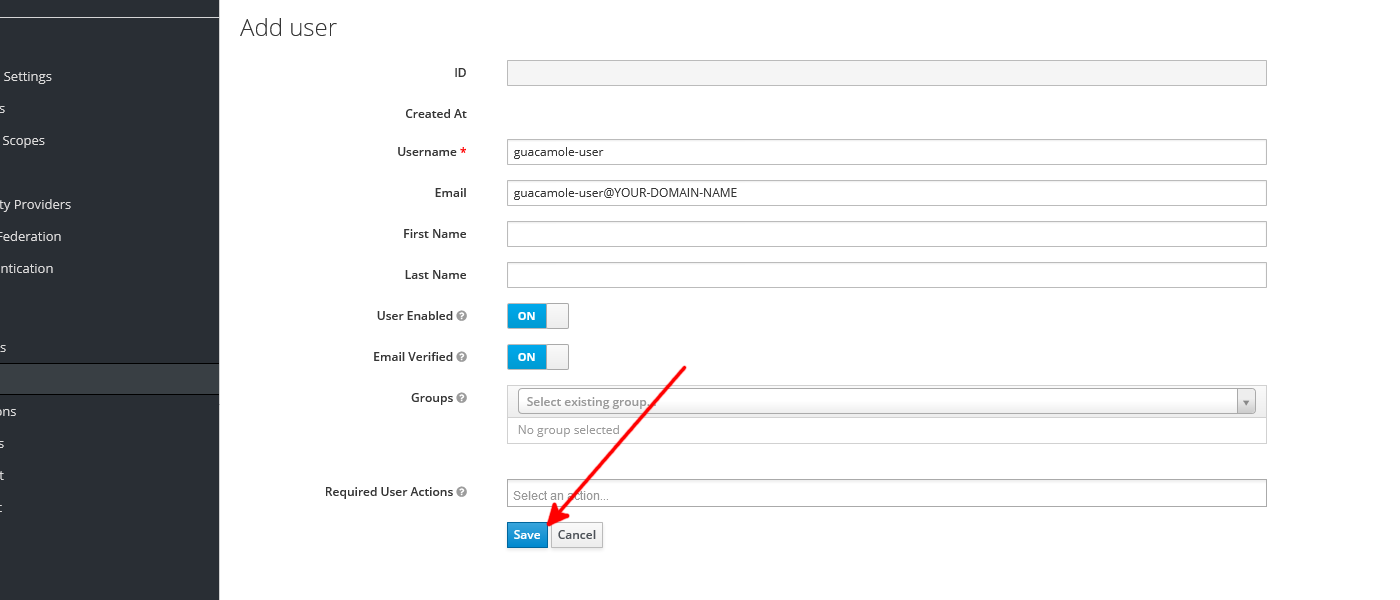 Add user
Settings
s
Scopes
ty Providers
Federation
ntication
s
ons
s
t
ID
Created At
Username *
guacamole-user
Email
guacamole-user@YOUR-DOMAIN-NAME
First Name
Last Name
User Enabled
ON
Email Verified
ON
Groups
Select existing group...
No group selected
Required User Actions
Select an action...
Save
Cancel